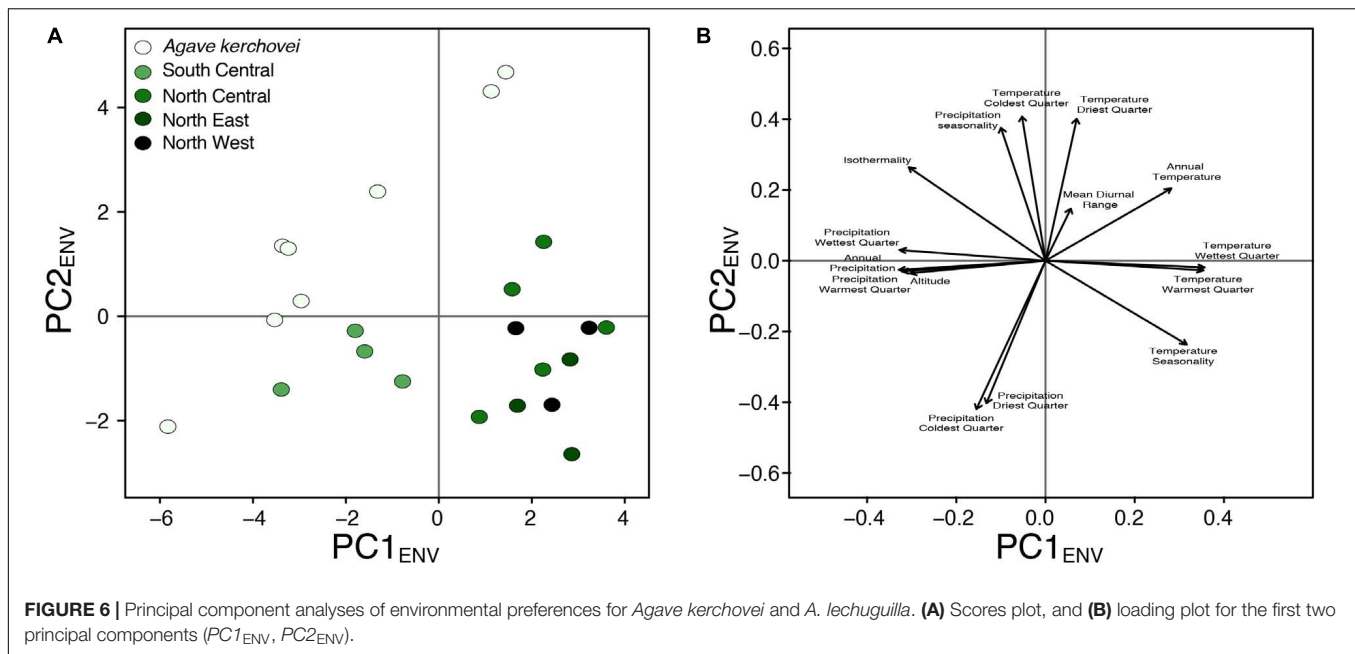 A
Agave kerchovei
South Central
North Central
North East
North West
4
2
0
−2
PC2ENV
−6
−4
−2
0
2
4
PC1ENV
B
0.6
0.4
0.2
0.0
−0.2
−0.4
−0.6
PC2ENV
Temperature
Coldest Quarter
Temperature
Driest Quarter
Precipitation
seasonality
Isothermality
Annual
Temperature
Mean Diurnal
Range
Precipitation
Wettest Quarter
Annual
Precipitation
Precipitation
Warmest Quarter
Altitude
Temperature
Wettest Quarter
Temperature
Warmest Quarter
Temperature
Seasonality
Precipitation
Driest Quarter
Precipitation
Coldest Quarter
−0.4
−0.2
0.0
0.2
0.4
PC1ENV
FIGURE 6 | Principal component analyses of environmental preferences for Agave kerchovei and A. lechuguilla. (A) Scores plot, and (B) loading plot for the first two
principal components (PC1ENV, PC2ENV).